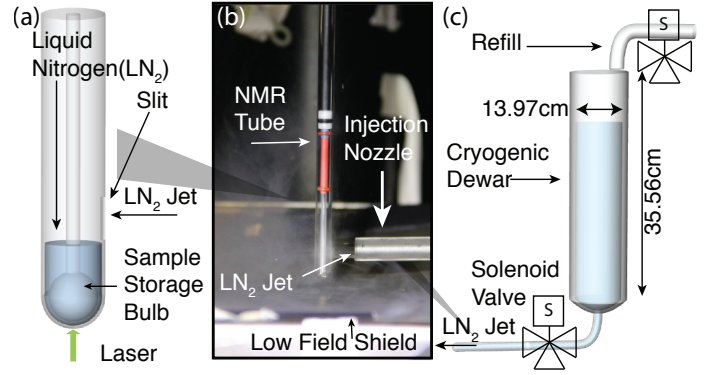 (a)
Liquid
Nitrogen(LN2)
Slit
LN2 Jet
Sample
Storage
Bulb
Laser
(b)
NMR
Tube
Injection
Nozzle
LN2 Jet
Low Field Shield
(c)
S
Refill
13.97cm
Cryogenic
Dewar
35.56cm
Solenoid
Valve
S
LN2 Jet